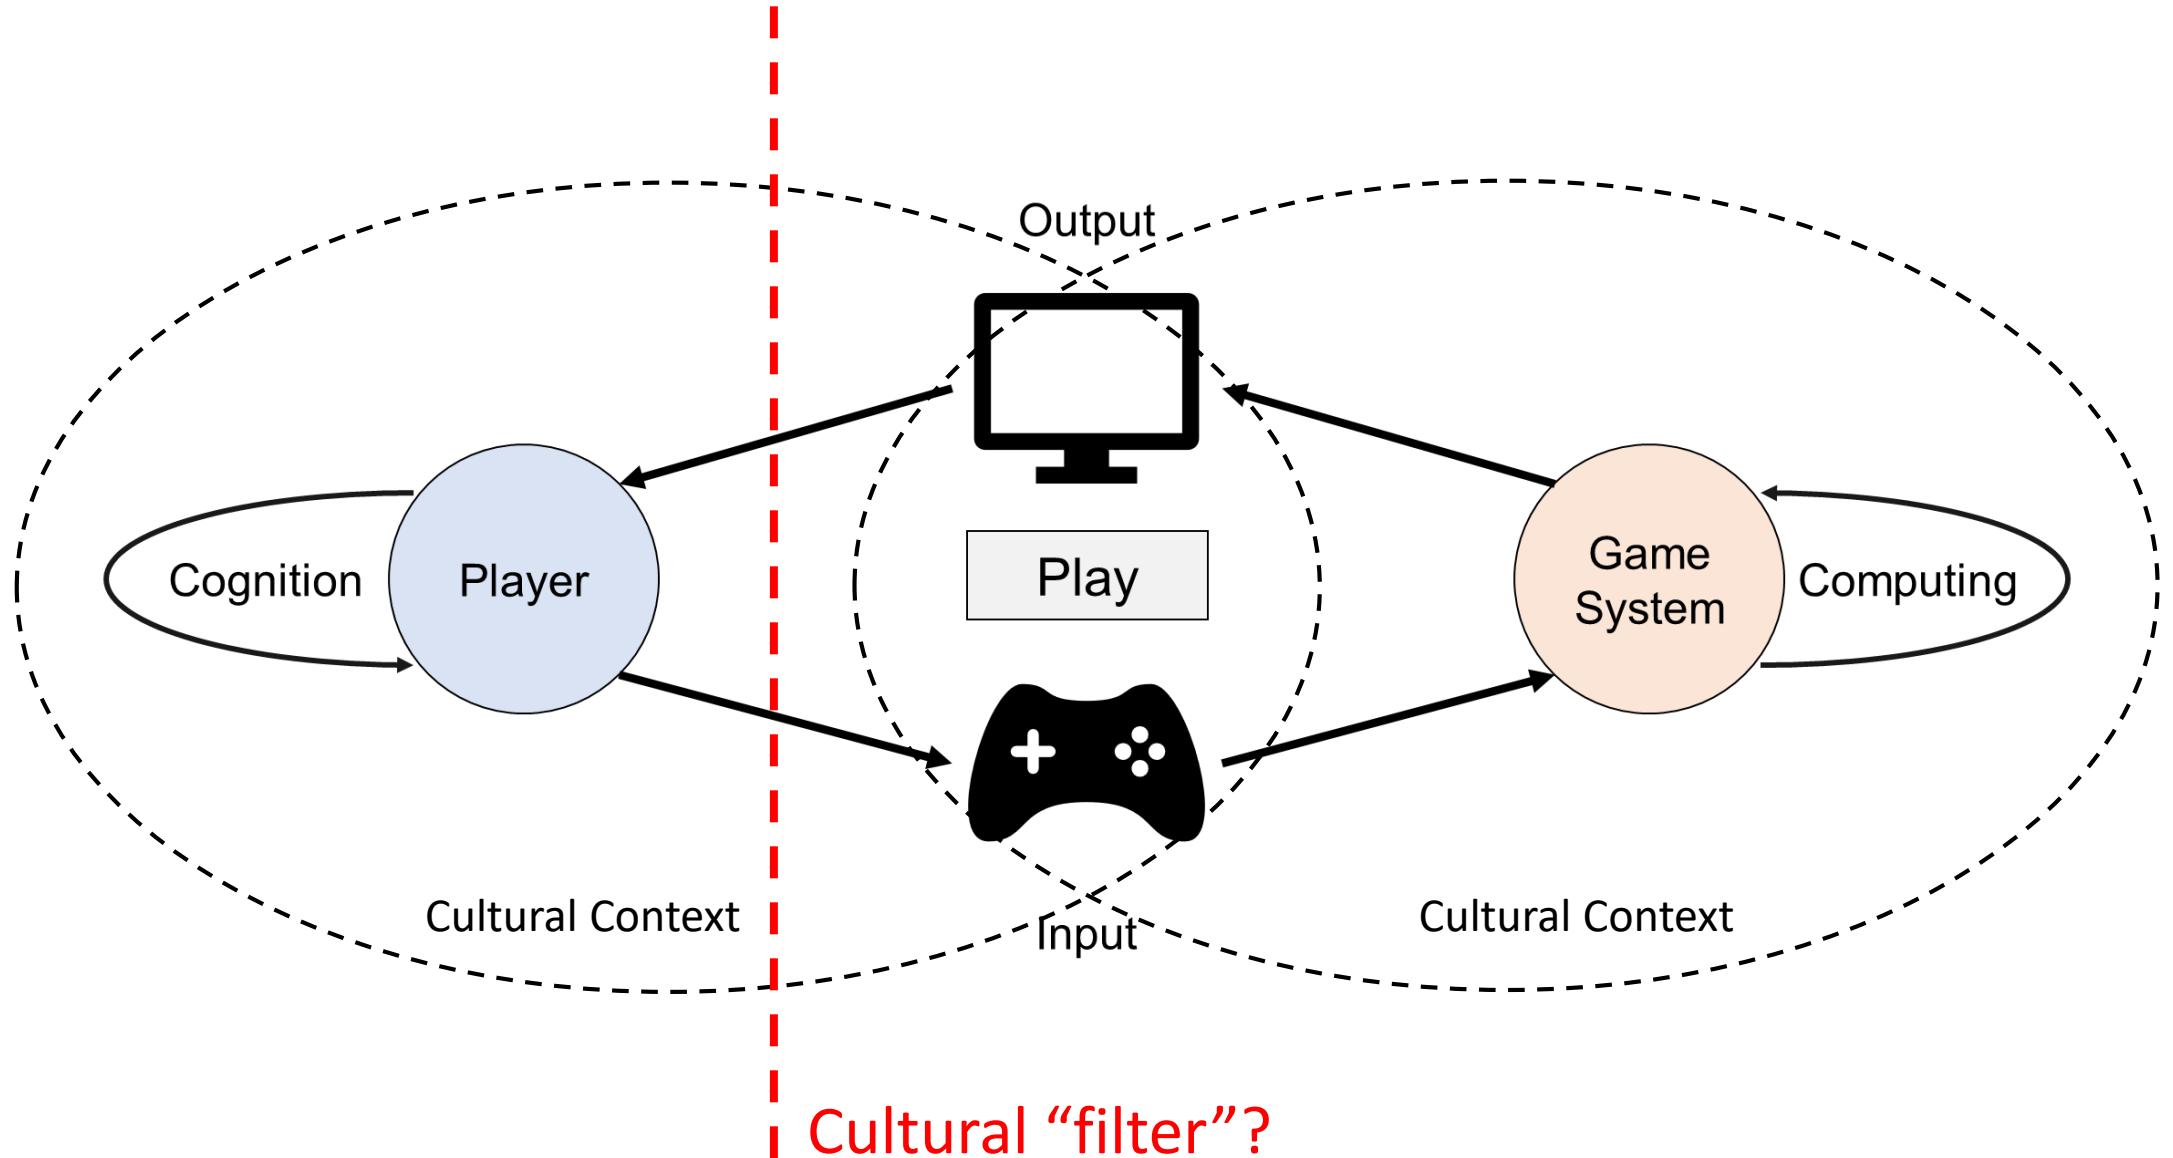 Output
Cognition
Player
Play
Game
System
Computing
Cultural Context
Input
Cultural Context
Cultural “filter”?